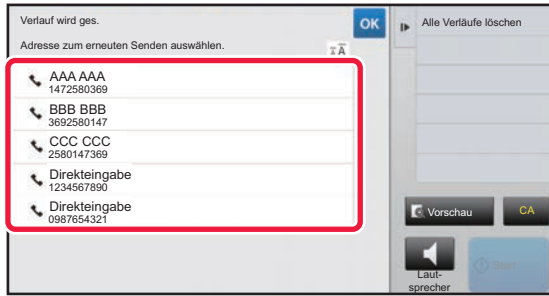 Verlauf wird ges.
OK
Alle Verläufe löschen
Adresse zum erneuten Senden auswählen.
AAA AAA
1472580369
BBB BBB
3692580147
CCC CCC
2580147369
Direkteingabe
1234567890
Direkteingabe
0987654321
Vorschau
CA
Laut-
sprecher
Start